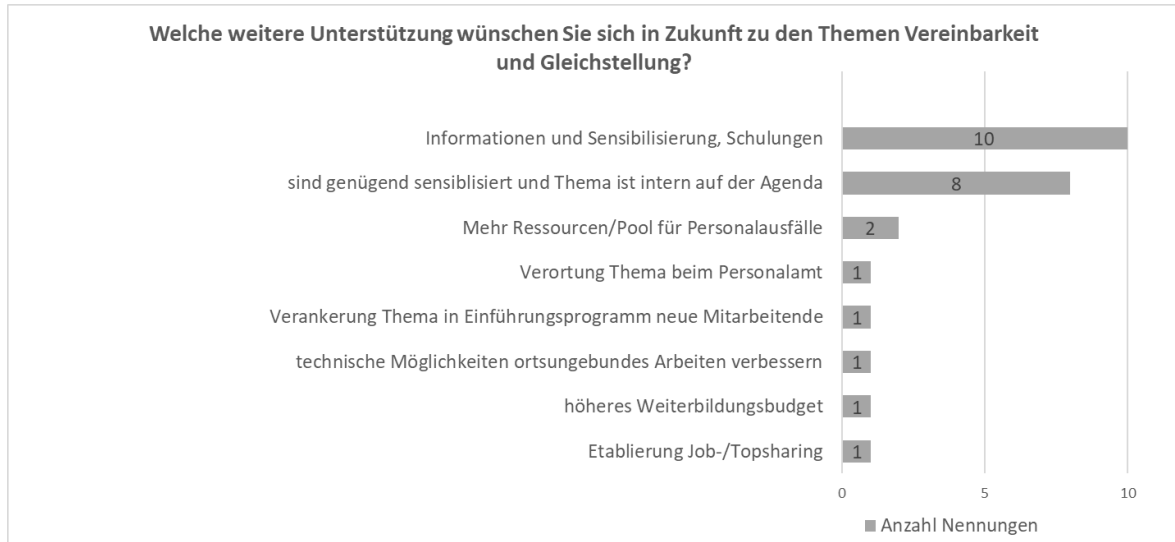 Welche weitere Unterstützung wünschen Sie sich in Zukunft zu den Themen Vereinbarkeit
und Gleichstellung?
Informationen und Sensibilisierung, Schulungen
10
sind genügend sensiblisiert und Thema ist intern auf der Agenda
8
Mehr Ressourcen/Pool für Personalausfälle
2
Verortung Thema beim Personalamt
1
Verankerung Thema in Einführungsprogramm neue Mitarbeitende
1
technische Möglichkeiten ortsungebundes Arbeiten verbessern
1
höheres Weiterbildungsbudget
1
Etablierung Job-/Topsharing
1
0 5 10
Anzahl Nennungen